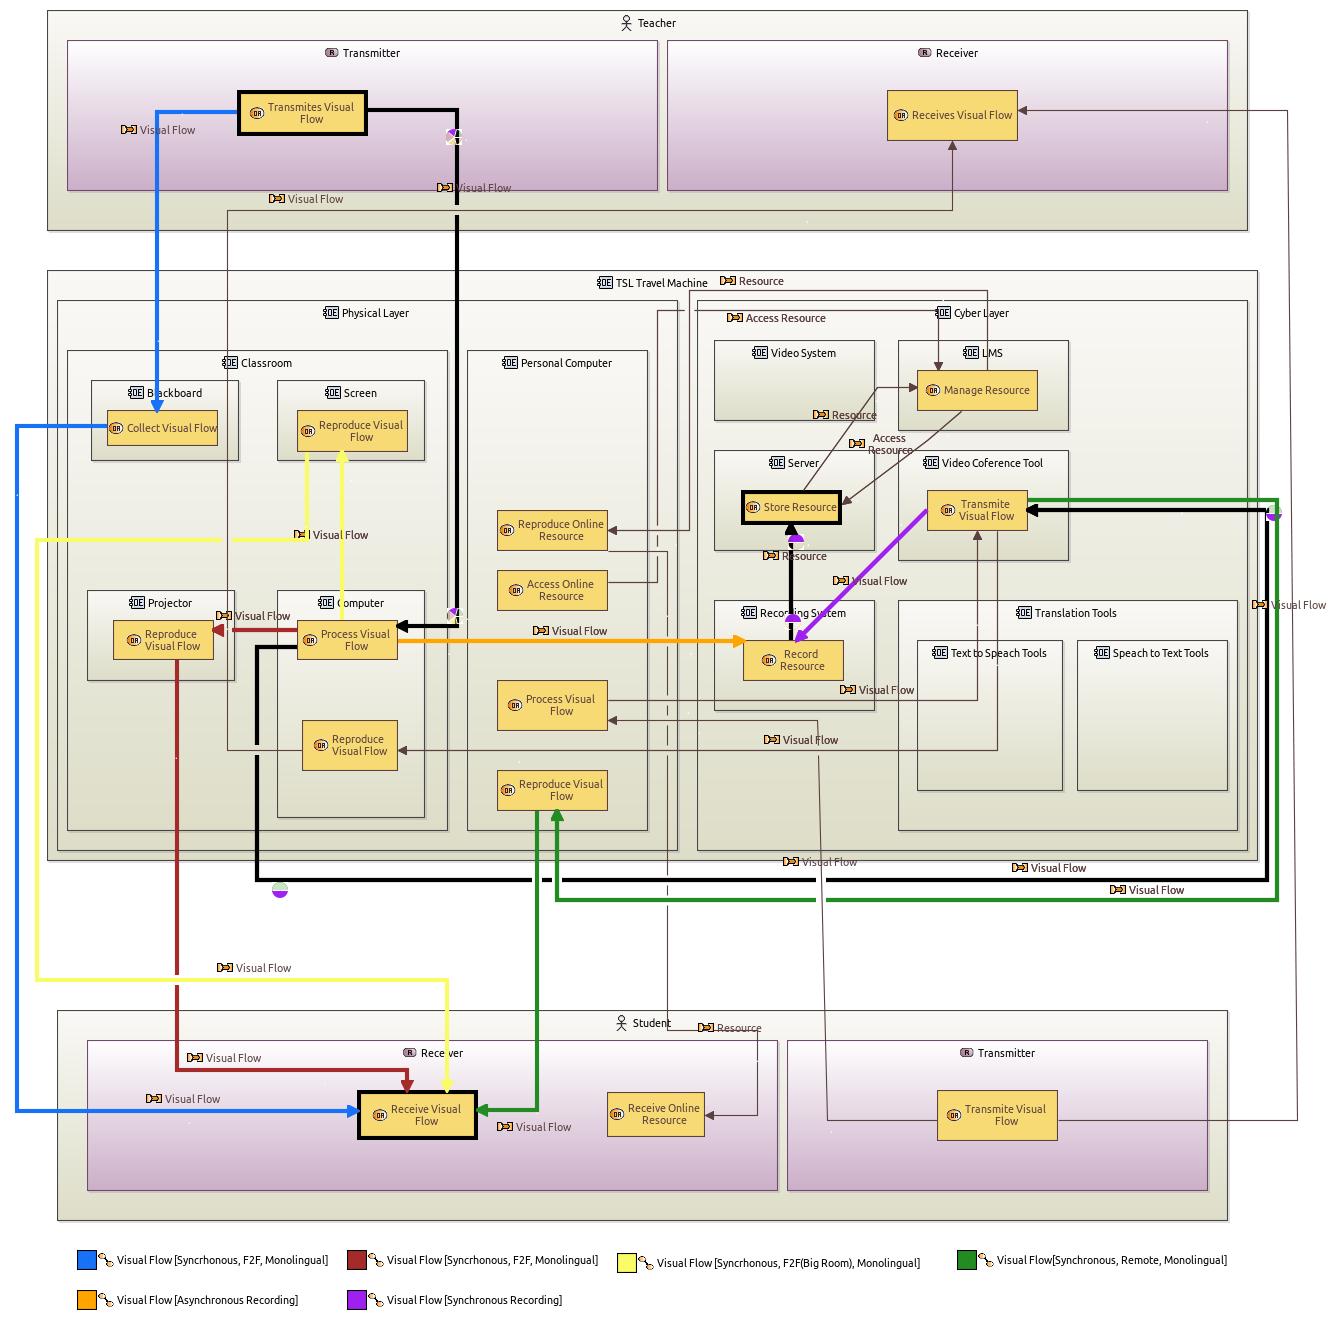 Teacher
Transmitter
Receiver
Transmites Visual
Flow
Receives Visual Flow
Visual Flow
Visual Flow
Visual Flow
TSL Travel Machine
Resource
Physical Layer
Access Resource
Cyber Layer
Classroom
Personal Computer
Video System
LMS
Blackboard
Screen
Manage Resource
Collect Visual Flow
Reproduce Visual
Flow
Resource
Access
Resource
Server
Video Coference Tool
Store Resource
Transmite
Visual Flow
Reproduce Online
Resource
Visual Flow
Resource
Access Online
Resource
Visual Flow
Projector
Computer
Visual Flow
Visual Flow
Recording System
Translation Tools
Visual Flow
Reproduce
Visual Flow
Process Visual
Flow
Visual Flow
Record
Resource
Text to Speach Tools
Speach to Text Tools
Process Visual
Flow
Visual Flow
Reproduce
Visual Flow
Visual Flow
Reproduce Visual
Flow
Visual Flow
Visual Flow
Visual Flow
Visual Flow
Student
Resource
Receiver
Transmitter
Visual Flow
Visual Flow
Receive Visual
Flow
Receive Online
Resource
Transmite Visual
Flow
Visual Flow
Visual Flow [Syncrhonous, F2F, Monolingual]
Visual Flow [Syncrhonous, F2F, Monolingual]
Visual Flow [Syncrhonous, F2F(Big Room), Monolingual]
Visual Flow[Synchronous, Remote, Monolingual]
Visual Flow [Asynchronous Recording]
Visual Flow [Synchronous Recording]